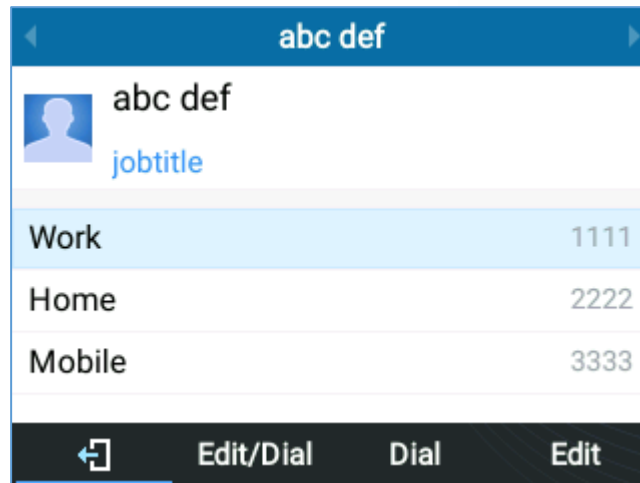 abc def
abc def
jobtitle
Work 1111
Home 2222
Mobile 3333
Edit/Dial Dial Edit